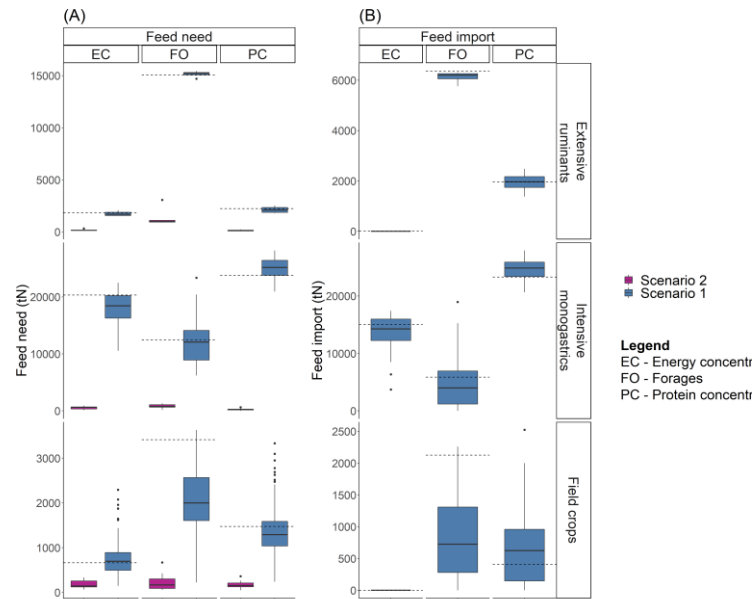 (A)
(B)
Feed need
Feed import
EC
FO
PC
EC
FO
PC
15000
10000
5000
0
6000
4000
2000
0
Extensive
ruminants
20000
10000
0
20000
10000
0
Intensive
monogastrics
3000
2000
1000
0
2500
2000
1500
1000
500
0
Field crops
Feed need (tN)
Feed import (tN)
Scenario 2
Scenario 1
Legend
EC - Energy concentr
FO - Forages
PC - Protein concentr